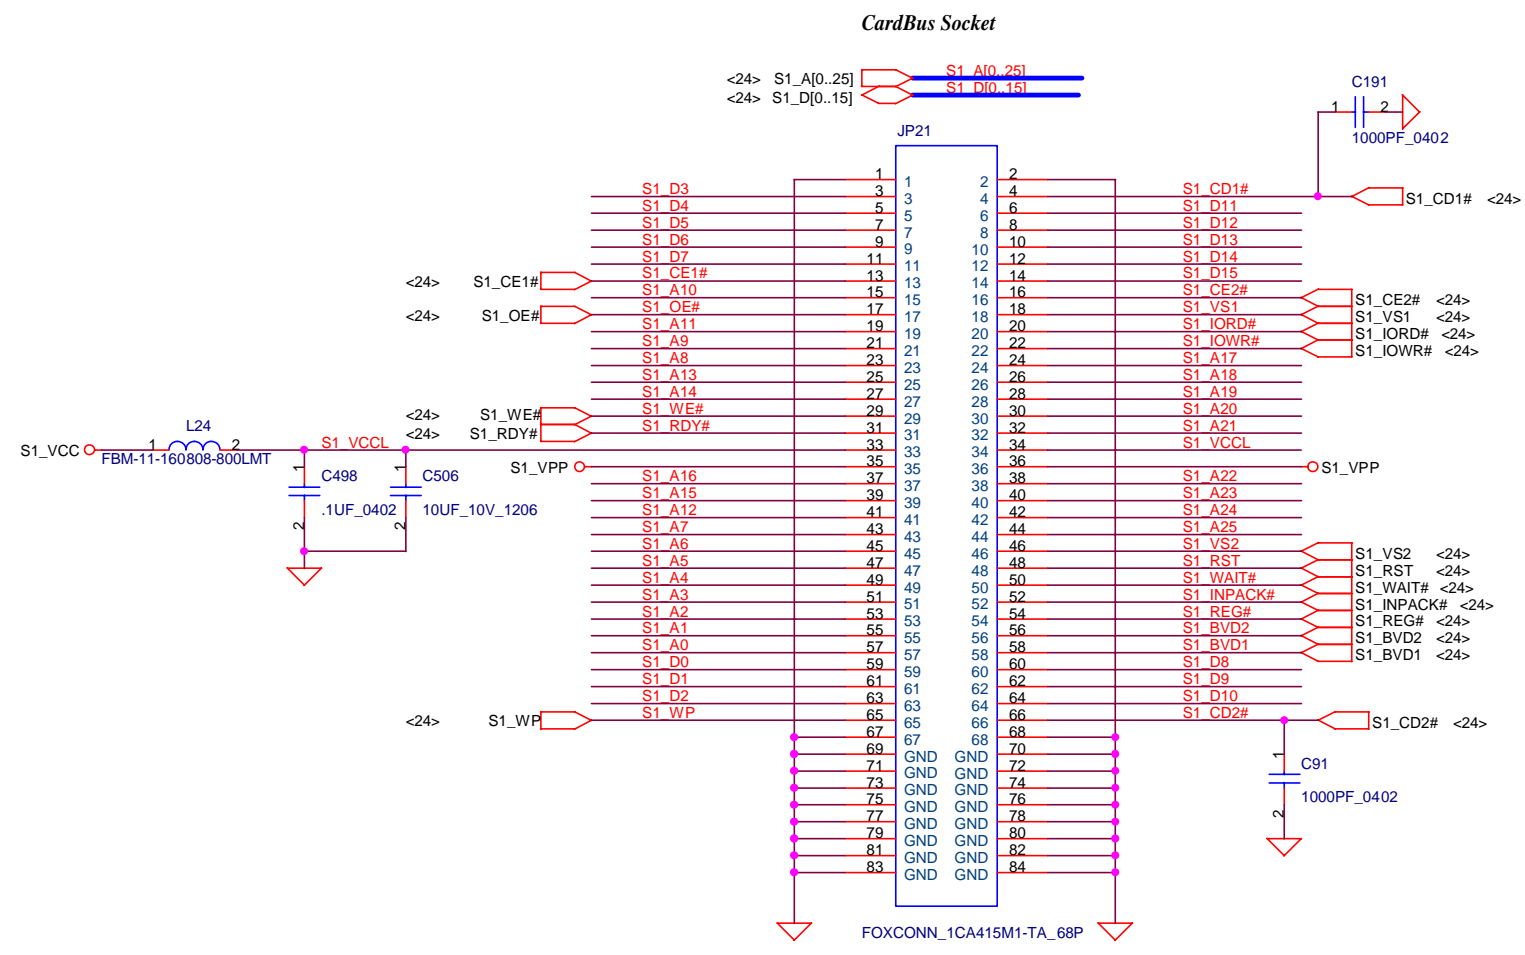 CardBus Socket
<24> S1_A[0..25] S1_A[0..25]
<24> S1_D[0..15] S1_D[0..15]
C191
1 2
1000PF_0402
JP21
1 1 2 2
S1_D3 3 3 4 4 S1_CD1# S1_CD1# <24>
S1_D4 5 5 6 6 S1_D11
S1_D5 7 7 8 8 S1_D12
S1_D6 9 9 10 10 S1_D13
S1_D7 11 11 12 12 S1_D14
<24> S1_CE1# S1_CE1# 13 13 14 14 S1_D15
S1_A10 15 15 16 16 S1_CE2# S1_CE2# <24>
<24> S1_OE# S1_OE# 17 17 18 18 S1_VS1 S1_VS1 <24>
S1_A11 19 19 20 20 S1_IORD# S1_IORD# <24>
S1_A9 21 21 22 22 S1_IOWR# S1_IOWR# <24>
S1_A8 23 23 24 24 S1_A17
S1_A13 25 25 26 26 S1_A18
S1_A14 27 27 28 28 S1_A19
<24> S1_WE# S1_WE# 29 29 30 30 S1_A20
<24> S1_RDY# S1_RDY# 31 31 32 32 S1_A21
S1_VCC 1 L24 2 S1_VCCL 33 33 34 34 S1_VCCL
FBM-11-160808-800LMT
S1_VPP 35 35 36 36 S1_VPP
1 C498 1 C506
.1UF_0402 10UF_10V_1206
2 2
S1_A16 37 37 38 38 S1_A22
S1_A15 39 39 40 40 S1_A23
S1_A12 41 41 42 42 S1_A24
S1_A7 43 43 44 44 S1_A25
S1_A6 45 45 46 46 S1_VS2 S1_VS2 <24>
S1_A5 47 47 48 48 S1_RST S1_RST <24>
S1_A4 49 49 50 50 S1_WAIT# S1_WAIT# <24>
S1_A3 51 51 52 52 S1_INPACK# S1_INPACK# <24>
S1_A2 53 53 54 54 S1_REG# S1_REG# <24>
S1_A1 55 55 56 56 S1_BVD2 S1_BVD2 <24>
S1_A0 57 57 58 58 S1_BVD1 S1_BVD1 <24>
S1_D0 59 59 60 60 S1_D8
S1_D1 61 61 62 62 S1_D9
S1_D2 63 63 64 64 S1_D10
<24> S1_WP S1_WP 65 65 66 66 S1_CD2# S1_CD2# <24>
67 67 68 68
69 GND GND 70
71 GND GND 72
73 GND GND 74
75 GND GND 76
77 GND GND 78
79 GND GND 80
81 GND GND 82
83 GND GND 84
1 C91
1000PF_0402
2
FOXCONN_1CA415M1-TA_68P